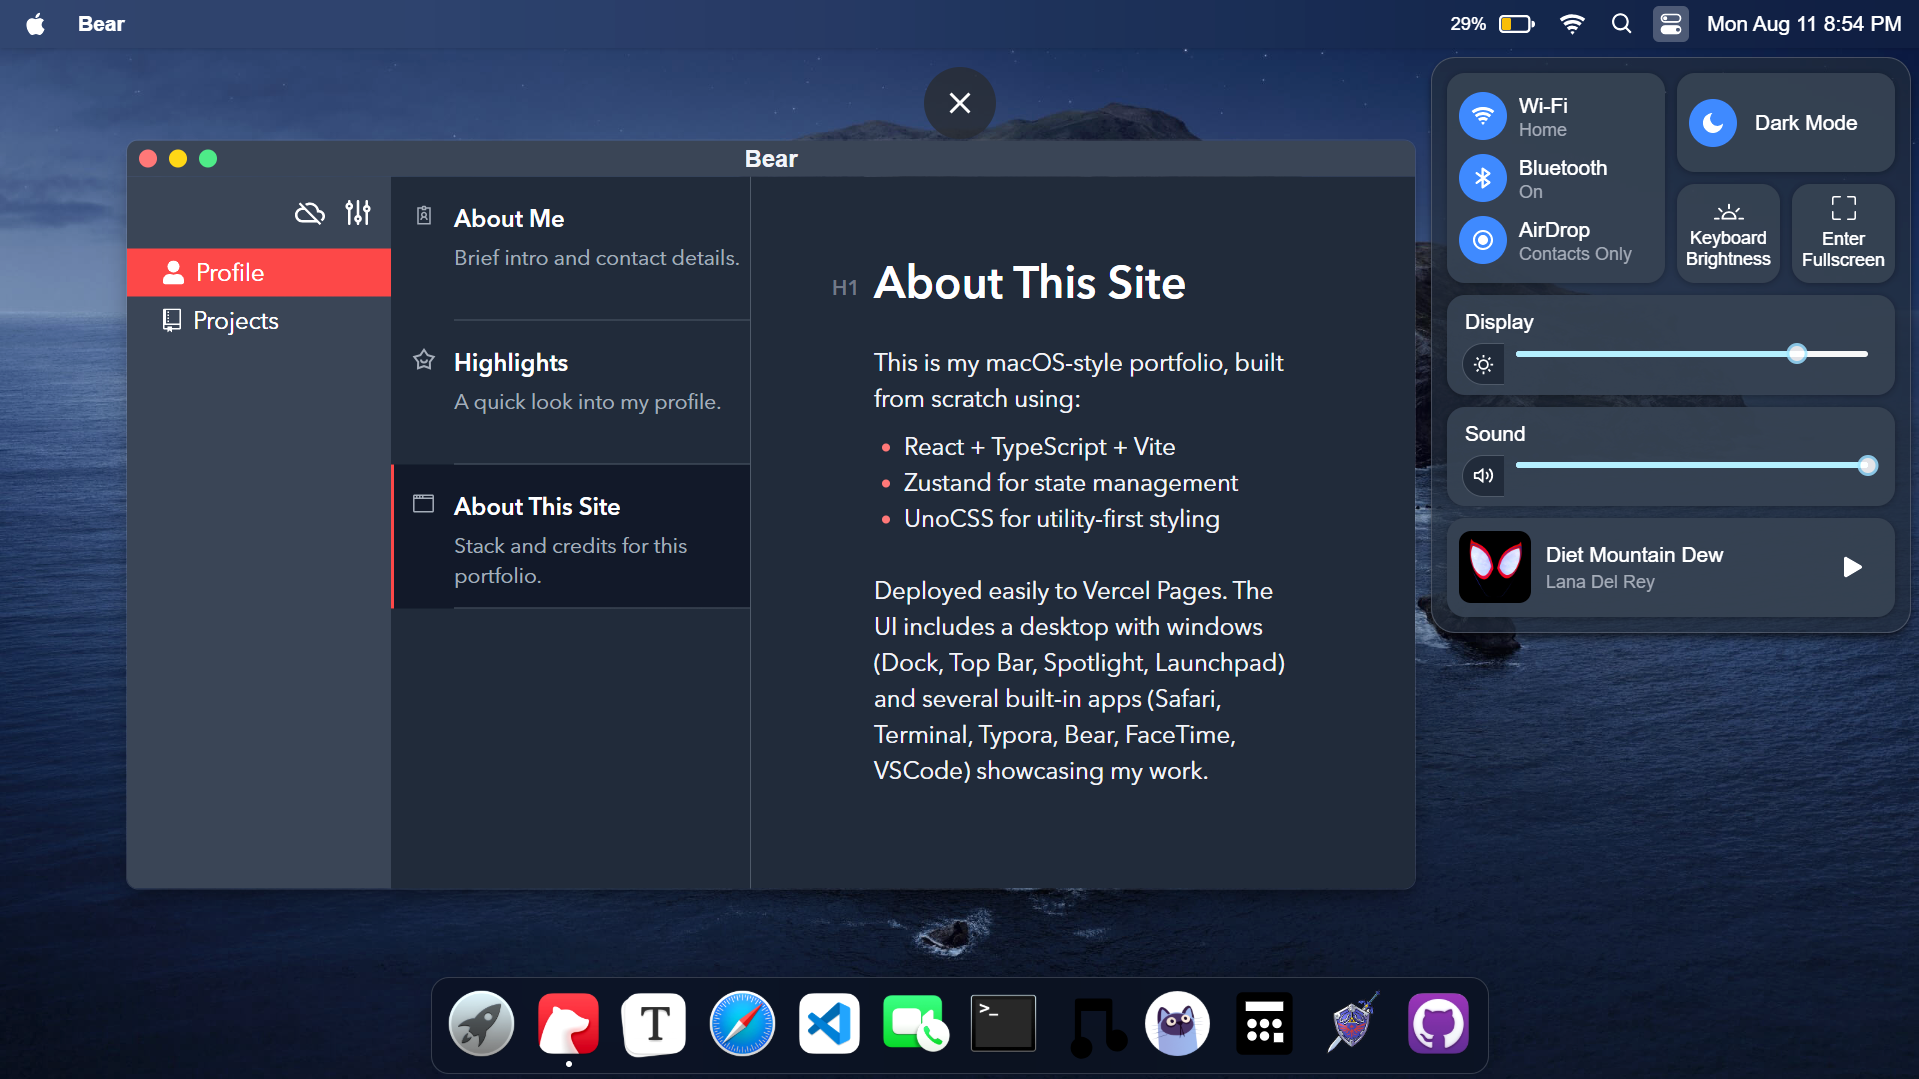 Bear
29%
Mon Aug 11 8:54 PM
Bear
Profile
Projects
About Me
Brief intro and contact details.
Highlights
A quick look into my profile.
About This Site
Stack and credits for this
portfolio.
H1 About This Site
This is my macOS-style portfolio, built
from scratch using:
• React + TypeScript + Vite
• Zustand for state management
• UnoCSS for utility-first styling
Deployed easily to Vercel Pages. The
UI includes a desktop with windows
(Dock, Top Bar, Spotlight, Launchpad)
and several built-in apps (Safari,
Terminal, Typora, Bear, FaceTime,
VSCode) showcasing my work.
Wi-Fi
Home
Bluetooth
On
AirDrop
Contacts Only
Dark Mode
Keyboard
Brightness
Enter
Fullscreen
Display
Sound
Diet Mountain Dew
Lana Del Rey
T
>_